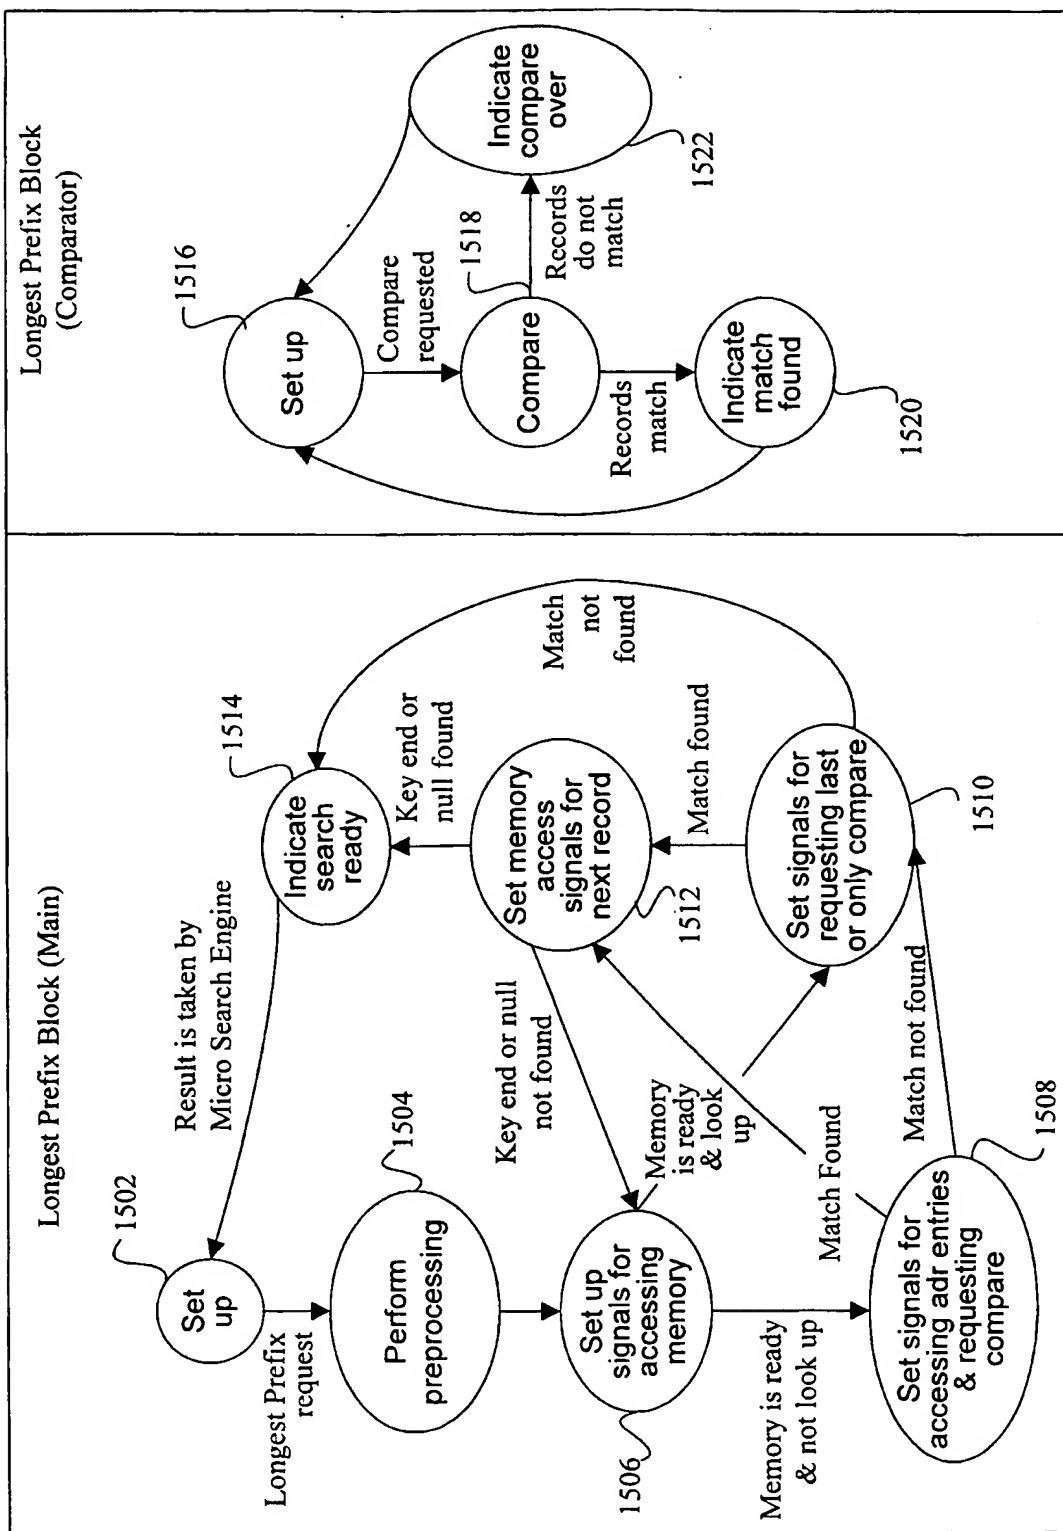 Longest Prefix Block (Main)
1502
Set
up
Longest Prefix
request
1504
Perform
preprocessing
1506
Set up
signals for
accessing
memory
Memory is ready
& not look up
1508
Set signals for
accessing adr entries
& requesting
compare
Result is taken by
Micro Search Engine
Key end or null
not found
Memory
is ready
& look
up
Match Found
Match not found
1514
Indicate
search
ready
Key end or
null found
1512
Set memory
access
signals for
next record
Match found
1510
Set signals for
requesting last
or only compare
Match
not
found
Longest Prefix Block
(Comparator)
1516
Set up
Compare
requested
1518
Compare
Records
match
1520
Indicate
match
found
Records
do not
match
1522
Indicate
compare
over